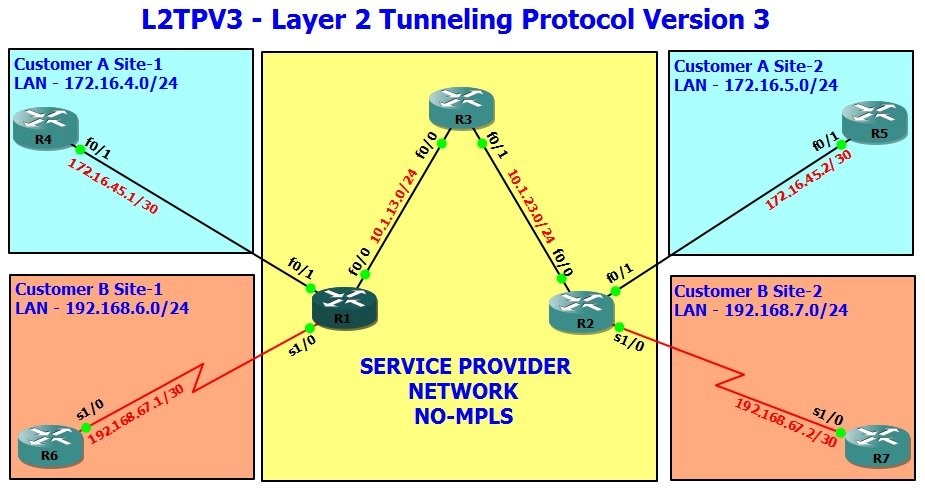 L2TPV3 - Layer 2 Tunneling Protocol Version 3
Customer A Site-1
LAN - 172.16.4.0/24
R4
f0/1
172.16.45.1/30
R3
f0/0
f0/1
10.1.13.0/24
10.1.23.0/24
Customer A Site-2
LAN - 172.16.5.0/24
R5
f0/1
172.16.45.2/30
f0/1
f0/0
R1
s1/0
f0/0
f0/1
R2
s1/0
SERVICE PROVIDER
NETWORK
NO-MPLS
Customer B Site-1
LAN - 192.168.6.0/24
s1/0
192.168.67.1/30
R6
Customer B Site-2
LAN - 192.168.7.0/24
192.168.67.2/30
s1/0
R7